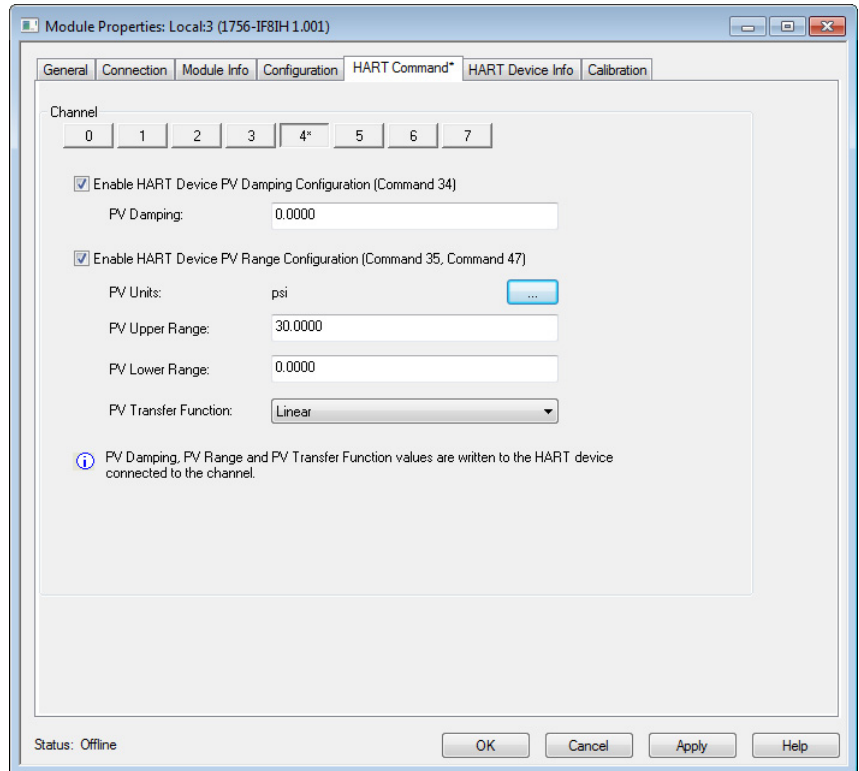 Module Properties: Local:3 (1756-IF8IH 1.001)
General Connection Module Info Configuration HART Command* HART Device Info Calibration
Channel
0 1 2 3 4* 5 6 7
Enable HART Device PV Damping Configuration (Command 34)
PV Damping: 0.0000
Enable HART Device PV Range Configuration (Command 35, Command 47)
PV Units: psi ...
PV Upper Range: 30.0000
PV Lower Range: 0.0000
PV Transfer Function: Linear
PV Damping, PV Range and PV Transfer Function values are written to the HART device
connected to the channel.
Status: Offline OK Cancel Apply Help